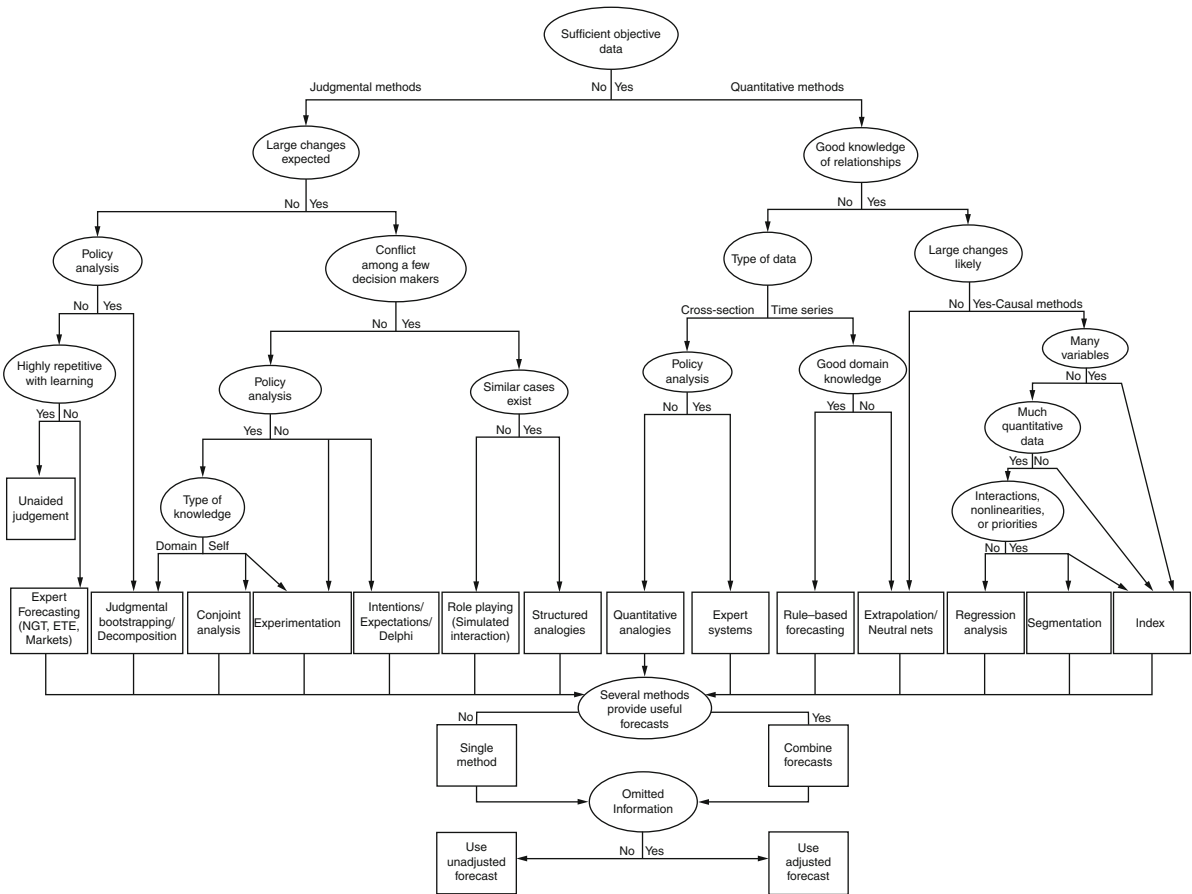 Sufficient objective
data
Judgmental methods
No Yes
Quantitative methods
Large changes
expected
Good knowledge
of relationships
No Yes
No Yes
Policy
analysis
Conflict
among a few
decision makers
Type of data
Large changes
likely
No Yes
No Yes
Cross-section Time series
No Yes-Causal methods
Highly repetitive
with learning
Policy
analysis
Similar cases
exist
Policy
analysis
Good domain
knowledge
Many
variables
Yes No
Yes No
No Yes
No Yes
Yes No
No Yes
Much
quantitative
data
Yes No
Unaided
judgement
Type of
knowledge
Interactions,
nonlinearities,
or priorities
Domain Self
No Yes
Expert
Forecasting
(NGT, ETE,
Markets)
Judgmental
bootstrapping/
Decomposition
Conjoint
analysis
Experimentation
Intentions/
Expectations/
Delphi
Role playing
(Simulated
interaction)
Structured
analogies
Quantitative
analogies
Expert
systems
Rule–based
forecasting
Extrapolation/
Neutral nets
Regression
analysis
Segmentation
Index
Several methods
provide useful
forecasts
No
Yes
Single
method
Combine
forecasts
Omitted
Information
No Yes
Use
unadjusted
forecast
Use
adjusted
forecast